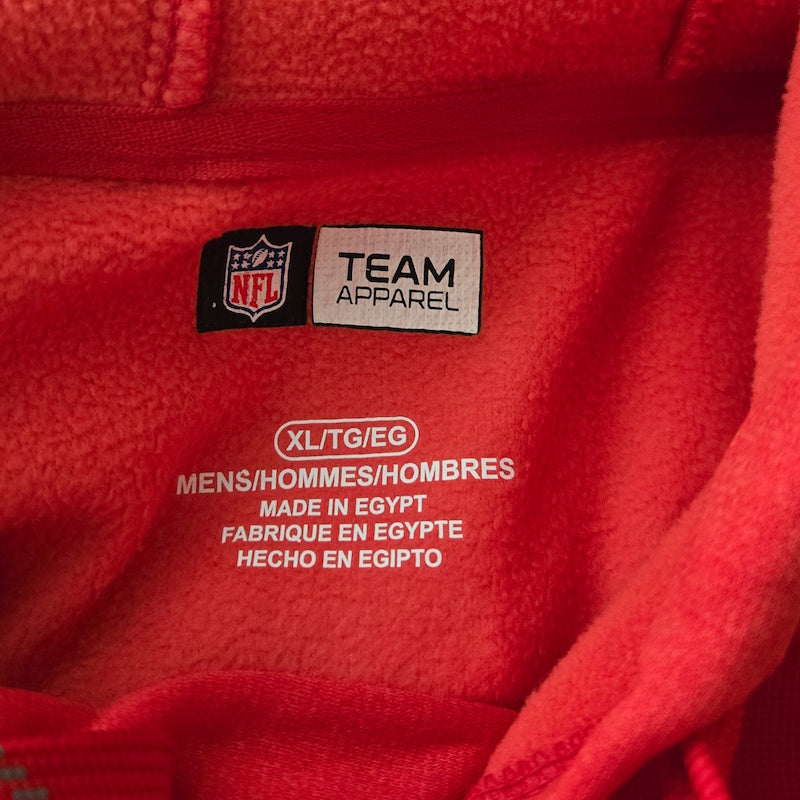 NFL
TEAM
APPAREL
XL/TG/EG
MENS/HOMMES/HOMBRES
MADE IN EGYPT
FABRIQUE EN EGYPTE
HECHO EN EGIPTO